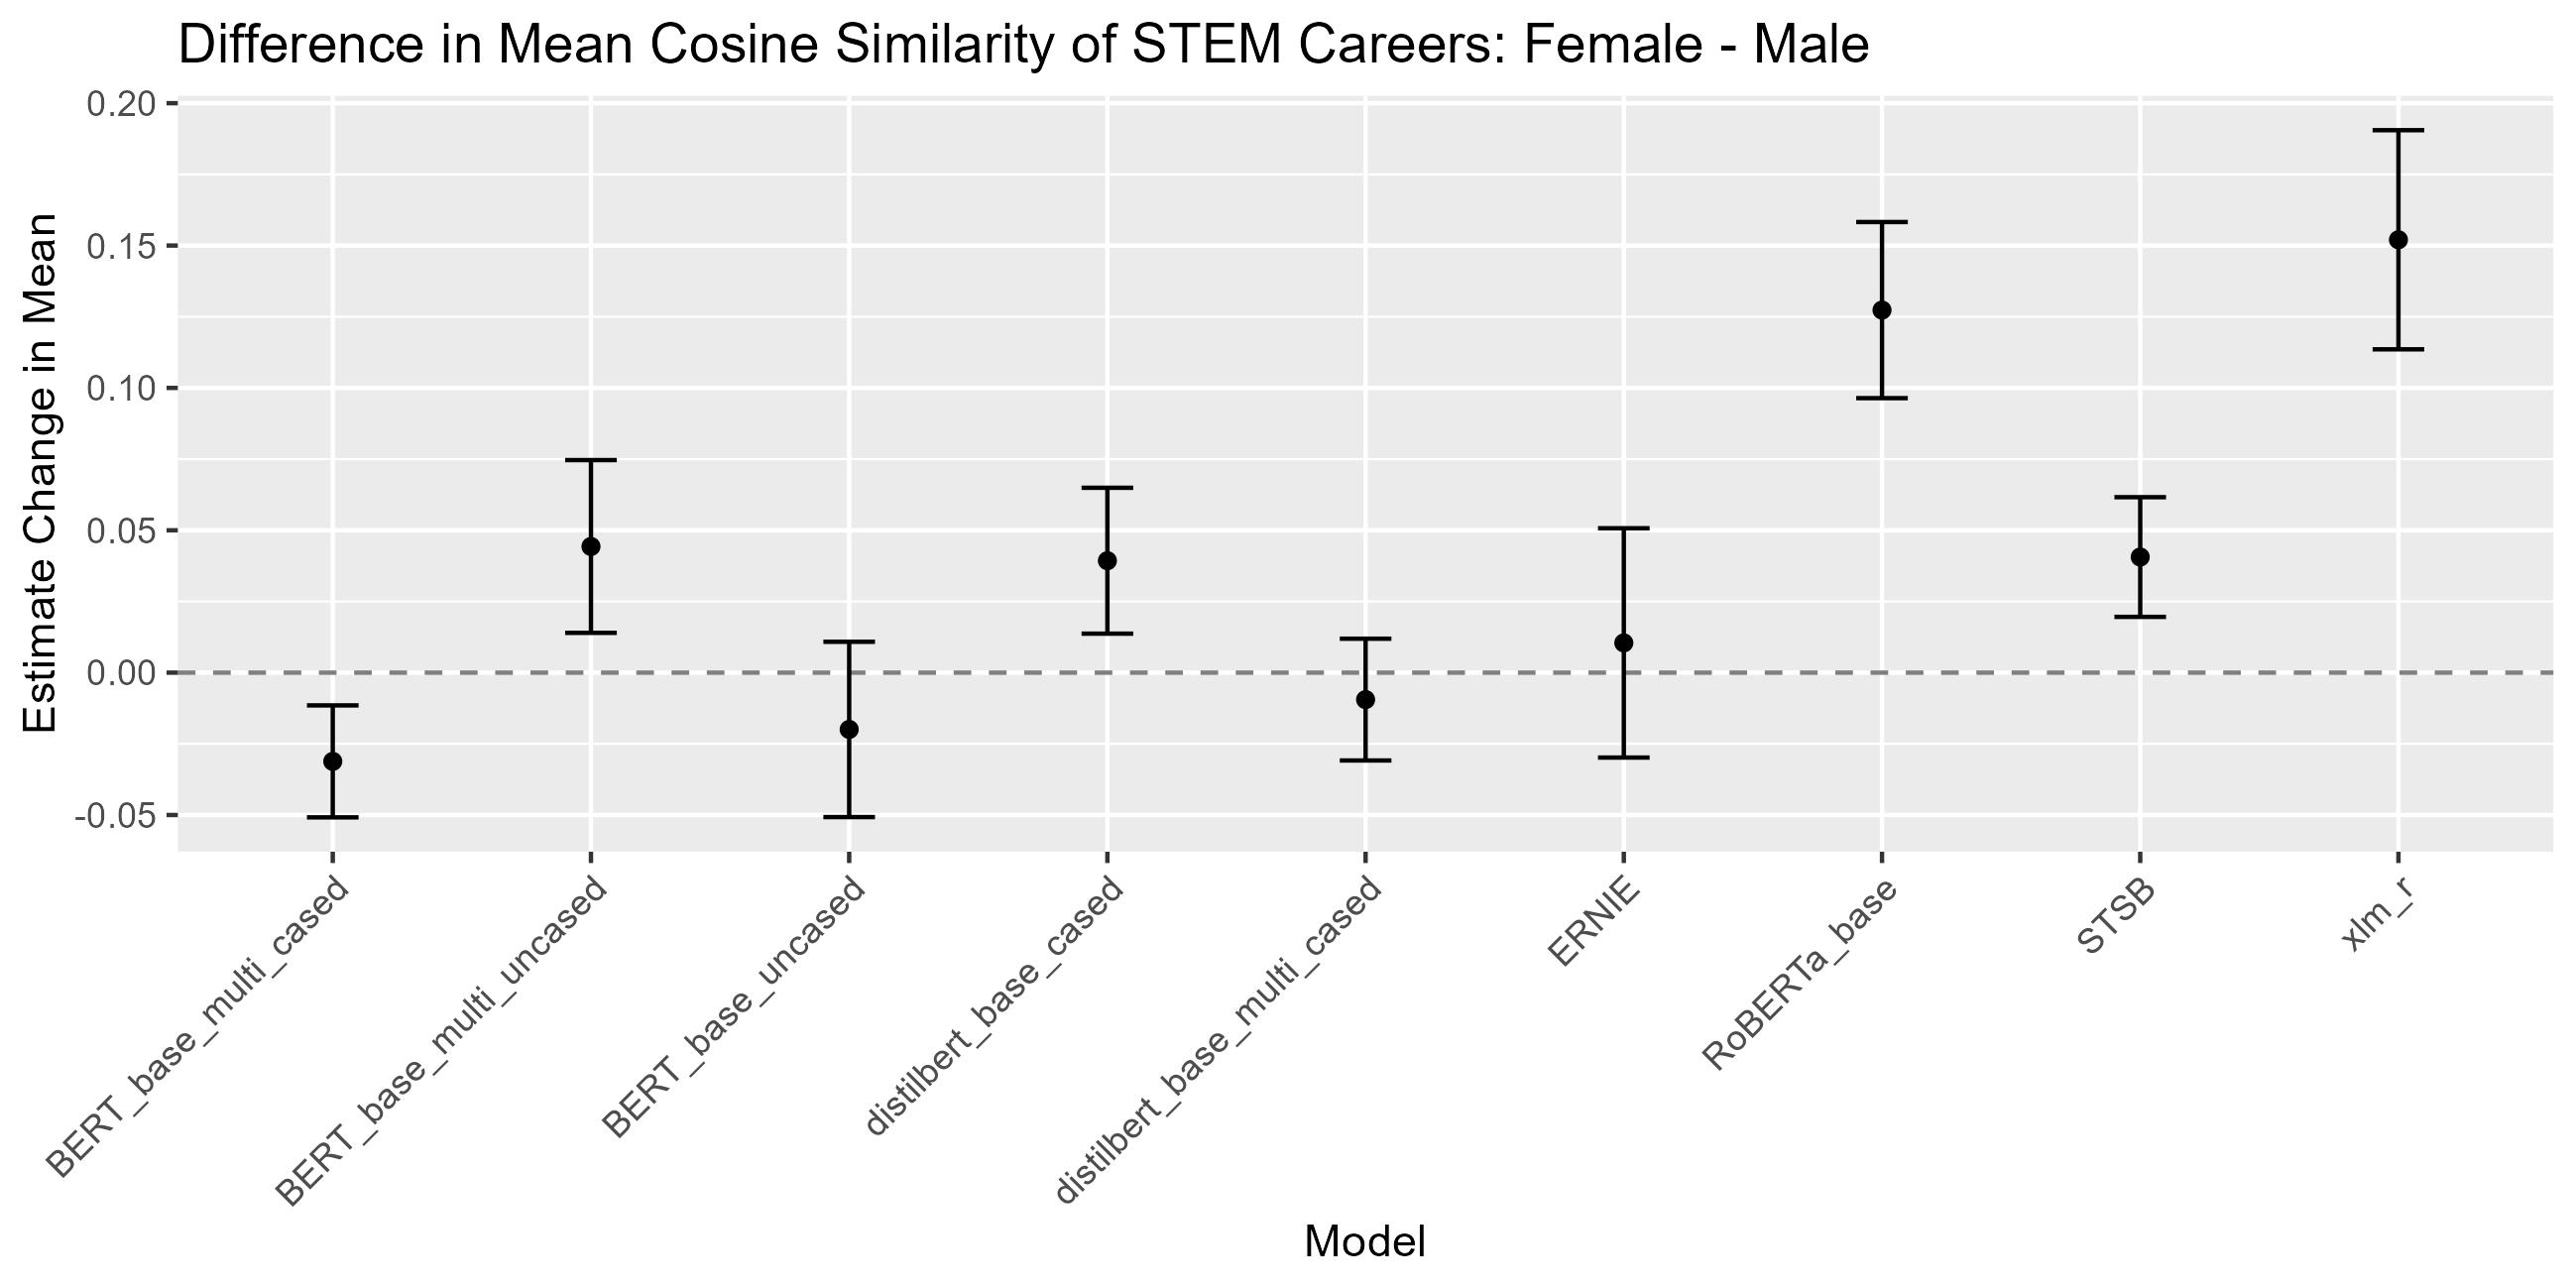 Difference in Mean Cosine Similarity of STEM Careers: Female - Male
Estimate Change in Mean
0.20
0.15
0.10
0.05
0.00
-0.05
BERT_base_multi_cased
BERT_base_multi_uncased
BERT_base_uncased
distilbert_base_cased
distilbert_base_multi_cased
ERNIE
RoBERTa_base
STSB
xlm_r
Model